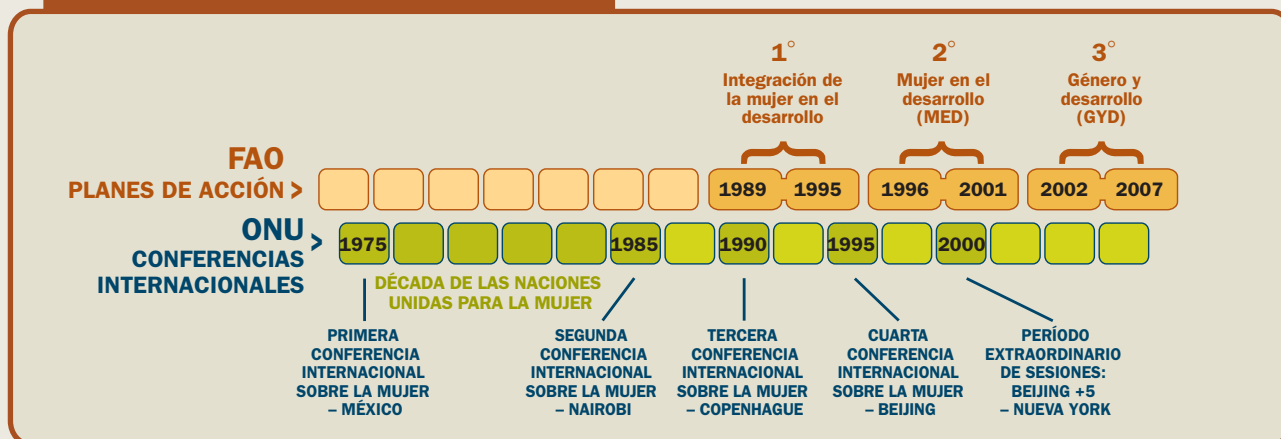 1°
Integración de
la mujer en el
desarrollo
2°
Mujer en el
desarrollo
(MED)
3°
Género y
desarrollo
(GYD)
FAO
PLANES DE ACCIÓN >
1989 1995 1996 2001 2002 2007
ONU >
CONFERENCIAS
INTERNACIONALES
1975 1985 1990 1995 2000
DÉCADA DE LAS NACIONES
UNIDAS PARA LA MUJER
PRIMERA
CONFERENCIA
INTERNACIONAL
SOBRE LA MUJER
– MÉXICO
SEGUNDA
CONFERENCIA
INTERNACIONAL
SOBRE LA MUJER
– NAIROBI
TERCERA
CONFERENCIA
INTERNACIONAL
SOBRE LA MUJER
– COPENHAGUE
CUARTA
CONFERENCIA
INTERNACIONAL
SOBRE LA MUJER
– BEIJING
PERÍODO
EXTRAORDINARIO
DE SESIONES:
BEIJING +5
– NUEVA YORK